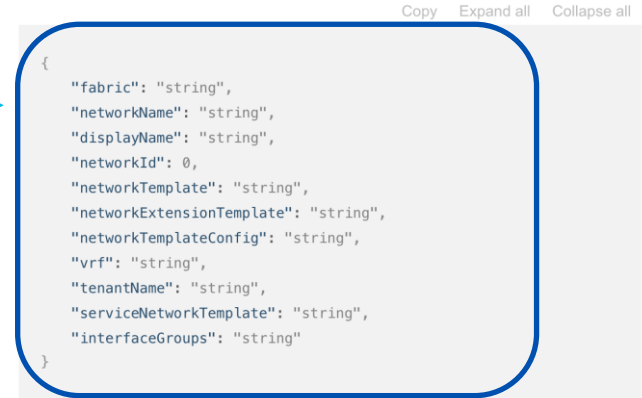 Copy Expand all Collapse all
{
"fabric": "string",
"networkName": "string",
"displayName": "string",
"networkId": 0,
"networkTemplate": "string",
"networkExtensionTemplate": "string",
"networkTemplateConfig": "string",
"vrf": "string",
"tenantName": "string",
"serviceNetworkTemplate": "string",
"interfaceGroups": "string"
}